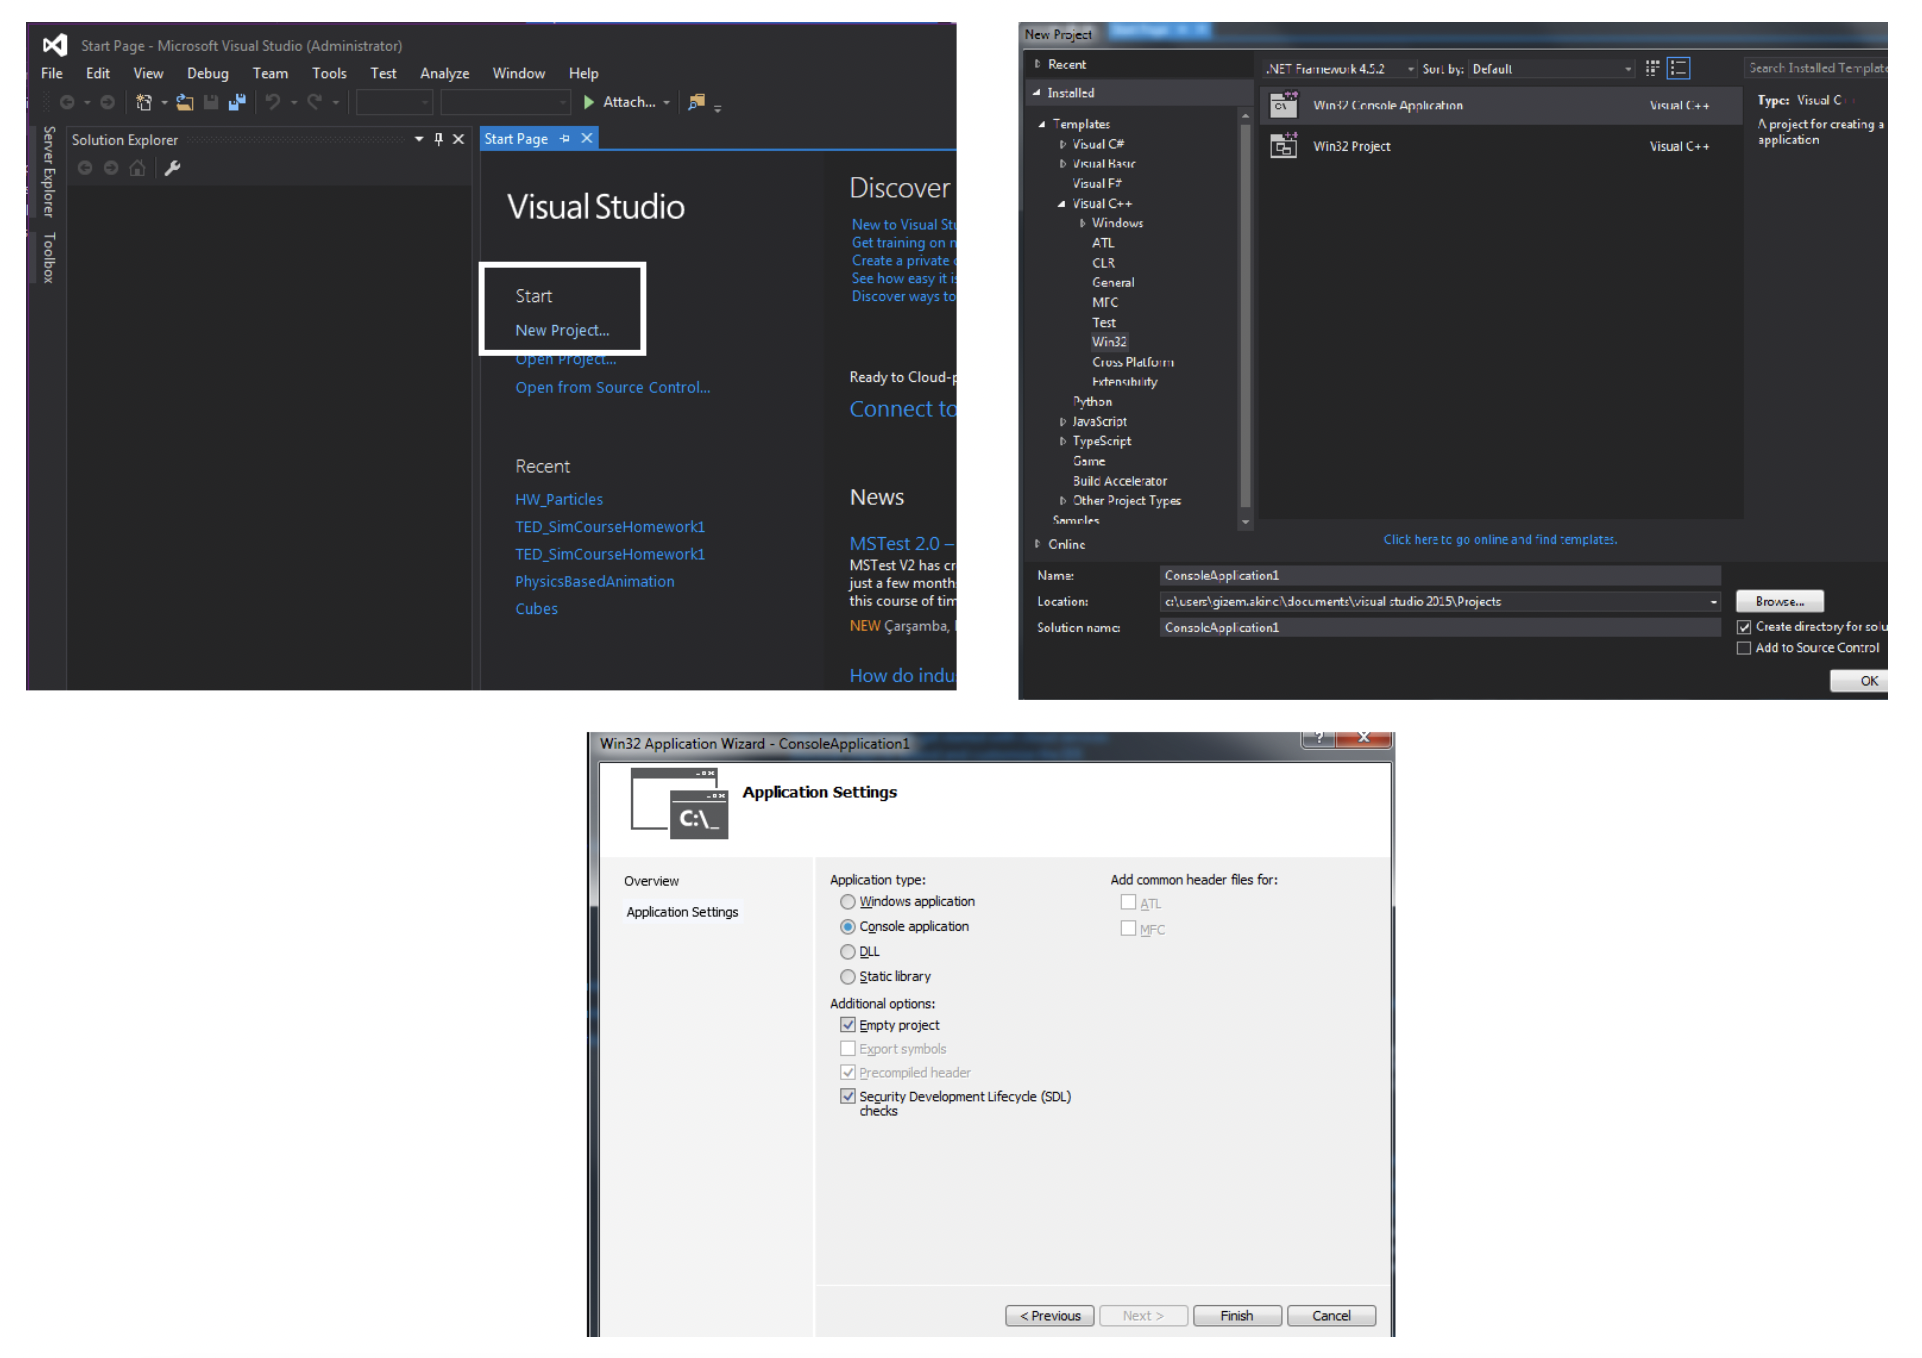 Start Page - Microsoft Visual Studio (Administrator)
File Edit View Debug Team Tools Test Analyze Window Help
Attach...
Server Explorer
Toolbox
Solution Explorer
Start Page
Visual Studio
Start
New Project...
Open Project...
Open from Source Control...
Recent
HW_Particles
TED_SimCourseHomework1
TED_SimCourseHomework1
PhysicsBasedAnimation
Cubes
Discover
New to Visual Stu
Get training on n
Create a private
See how easy it is
Discover ways to
Ready to Cloud-p
Connect to
News
MSTest 2.0 –
MSTest V2 has cr
just a few month
this course of tim
NEW Çarşamba,
How do indu
New Project
Recent
.NET Framework 4.5.2 Sort by: Default
Search Installed Template
Installed
Templates
Visual C#
Visual Basic
Visual F#
Visual C++
Windows
ATL
CLR
General
MFC
Test
Win32
Cross Platform
Extensibility
Python
JavaScript
TypeScript
Game
Build Accelerator
Other Project Types
Samples
Online
Win32 Console Application Visual C++
Win32 Project Visual C++
Type: Visual C
A project for creating a
application
Click here to go online and find templates.
Name: ConsoleApplication1
Location: c:\users\gizem.akinci\documents\visual studio 2015\Projects
Browse...
Solution name: ConsoleApplication1
Create directory for solu
Add to Source Control
OK
Win32 Application Wizard - ConsoleApplication1
C:\_
Application Settings
Overview
Application Settings
Application type:
Windows application
Console application
DLL
Static library
Additional options:
Empty project
Export symbols
Precompiled header
Security Development Lifecycle (SDL)
checks
Add common header files for:
ATL
MFC
< Previous Next > Finish Cancel